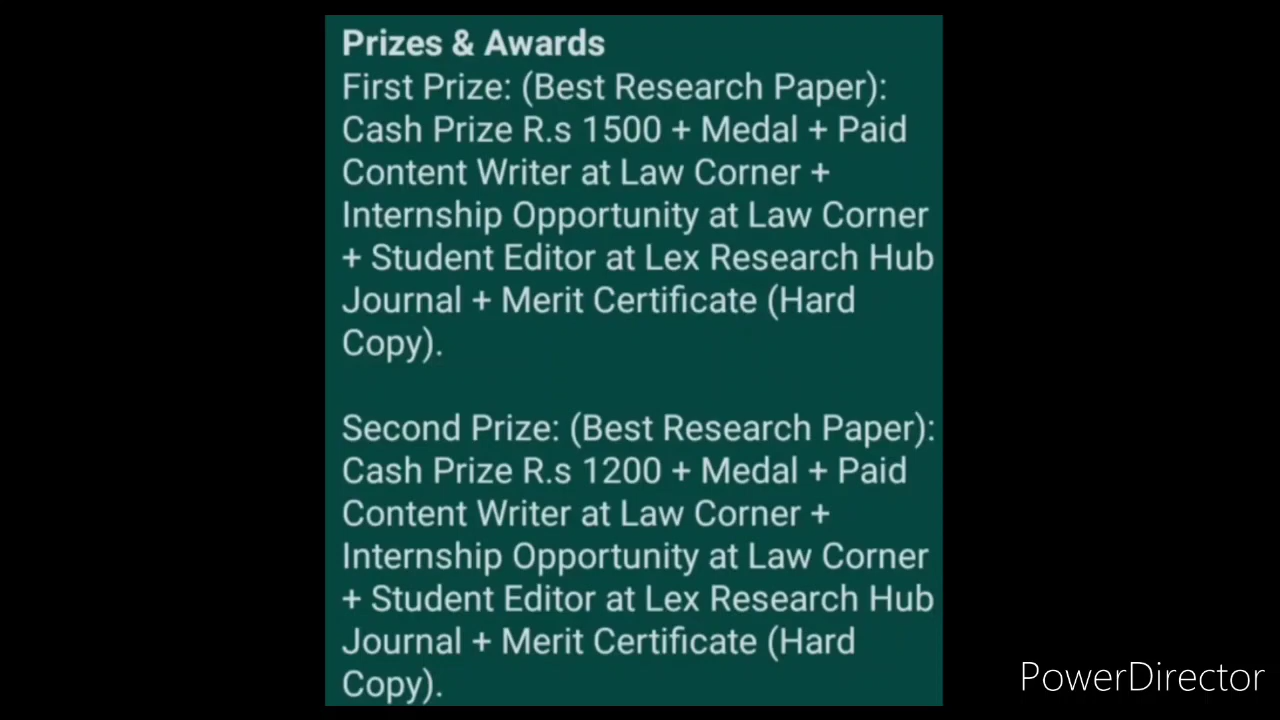 Prizes & Awards
First Prize: (Best Research Paper):
Cash Prize R.s 1500 + Medal + Paid
Content Writer at Law Corner +
Internship Opportunity at Law Corner
+ Student Editor at Lex Research Hub
Journal + Merit Certificate (Hard
Copy).
Second Prize: (Best Research Paper):
Cash Prize R.s 1200 + Medal + Paid
Content Writer at Law Corner +
Internship Opportunity at Law Corner
+ Student Editor at Lex Research Hub
Journal + Merit Certificate (Hard
Copy).
PowerDirector